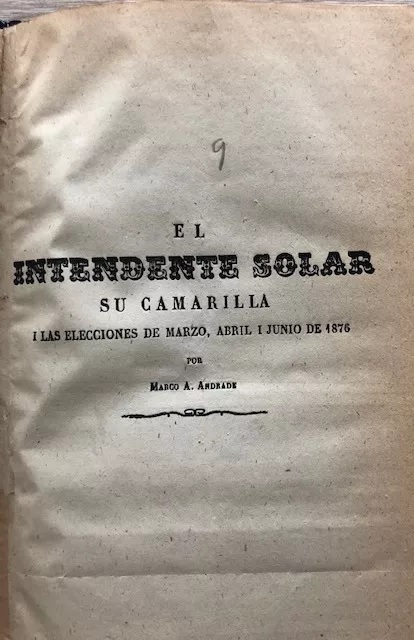 9
EL
INTENDENTE SOLAR
SU CAMARILLA
I LAS ELECCIONES DE MARZO, ABRIL I JUNIO DE 1876
POR
MARCO A. ANDRADE